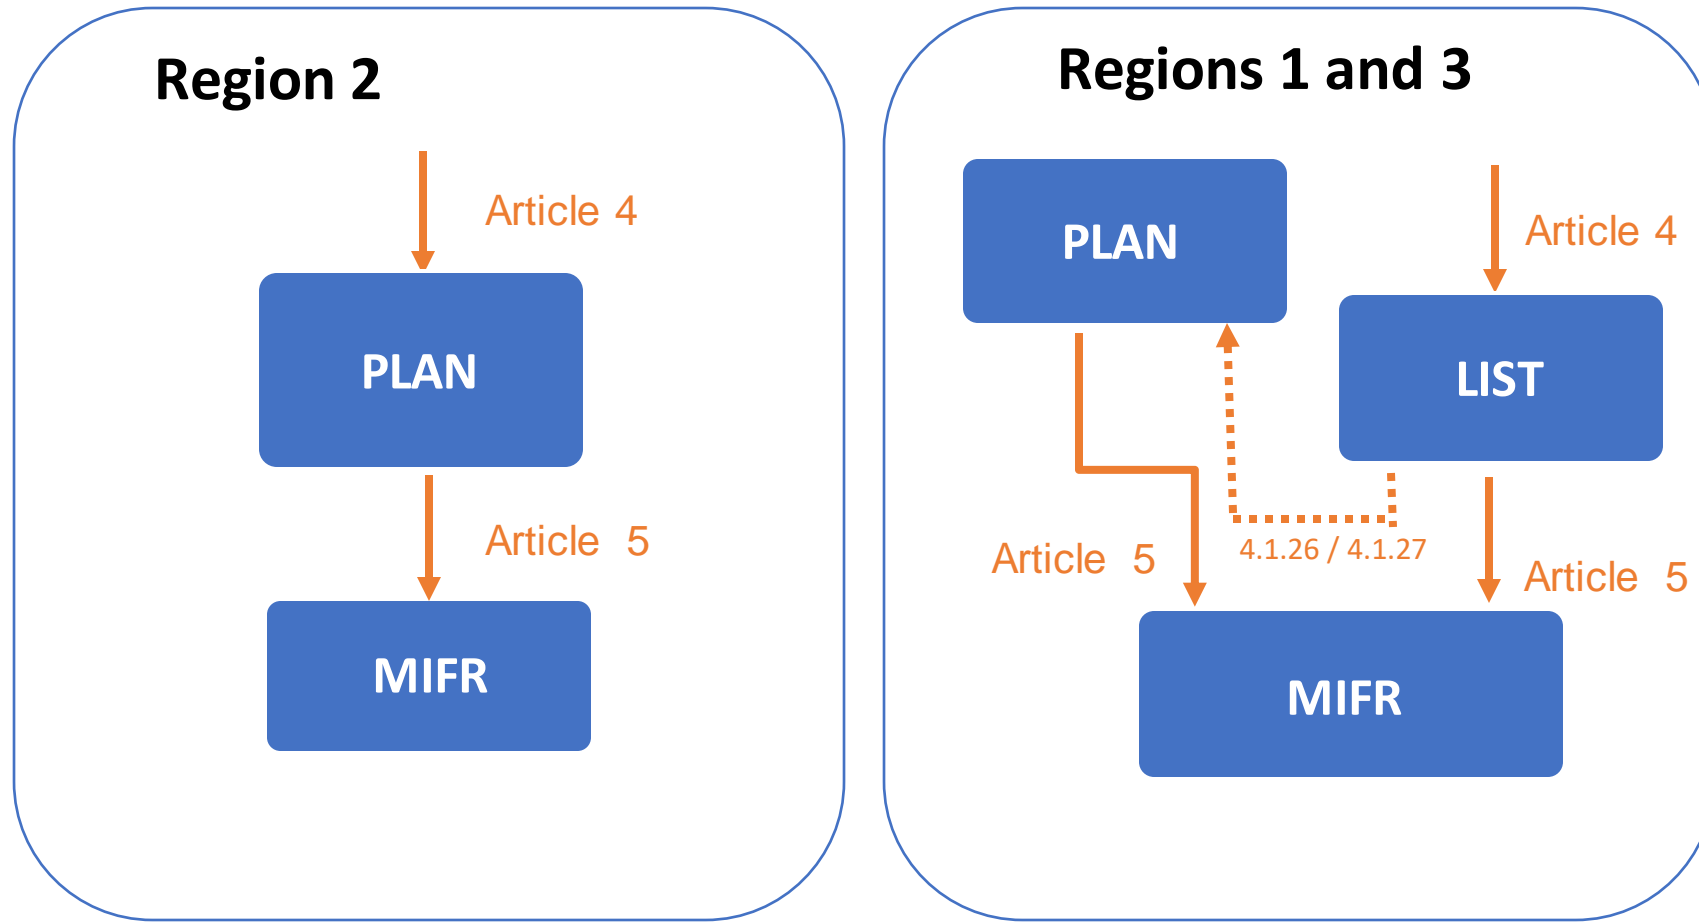 Region 2
Article 4
PLAN
Article 5
MIFR
Regions 1 and 3
PLAN
Article 4
LIST
Article 5
4.1.26 / 4.1.27
Article 5
MIFR